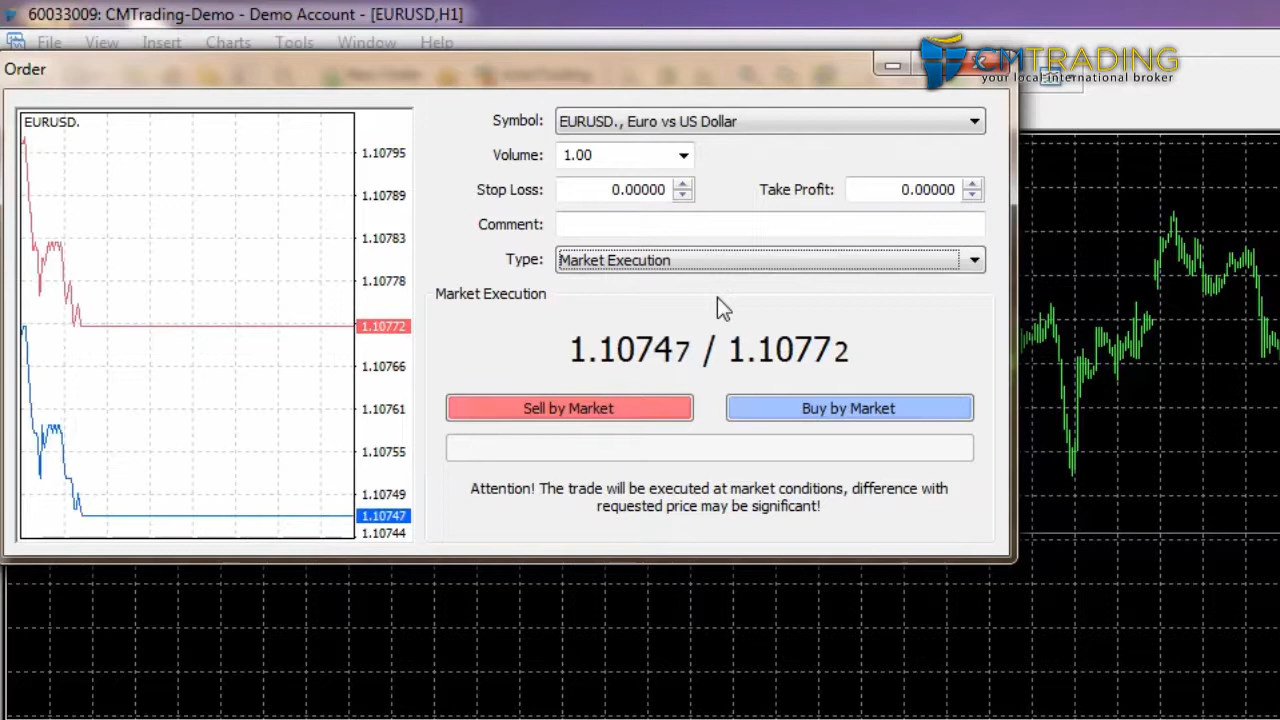 60033009: CMTrading-Demo - Demo Account - [EURUSD,H1]
File View Insert Charts Tools Window Help
CMTRADING
your local international broker
Order
EURUSD.
1.10795
1.10789
1.10783
1.10778
1.10772
1.10766
1.10761
1.10755
1.10749
1.10747
1.10744
Symbol: EURUSD., Euro vs US Dollar
Volume: 1.00
Stop Loss: 0.00000 Take Profit: 0.00000
Comment:
Type: Market Execution
Market Execution
1.10747 / 1.10772
Sell by Market Buy by Market
Attention! The trade will be executed at market conditions, difference with
requested price may be significant!